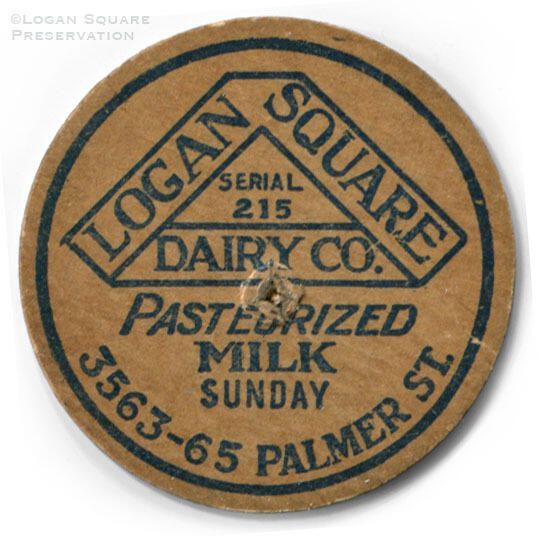 ©Logan Square
Preservation
LOGAN SQUARE
SERIAL
215
DAIRY CO.
PASTEURIZED
MILK
SUNDAY
3563-65 PALMER ST.